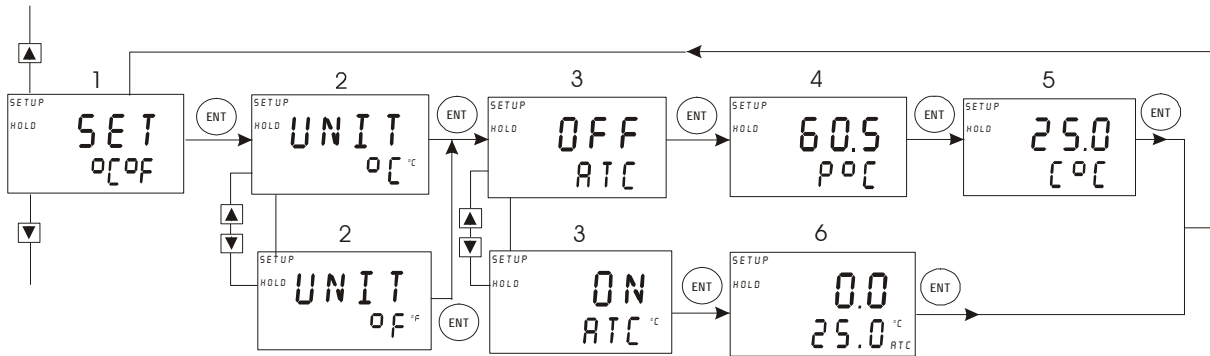 1
SETUP
HOLD
SET
°C°F
ENT
2
SETUP
HOLD
UNIT
°C °C
ENT
3
SETUP
HOLD
OFF
ATC
ENT
4
SETUP
HOLD
60.5
P°C
ENT
5
SETUP
HOLD
25.0
C°C
ENT
2
SETUP
HOLD
UNIT
°F °F
ENT
3
SETUP
HOLD
ON
ATC °C
ENT
6
SETUP
HOLD
0.0
25.0 °C
ATC
ENT